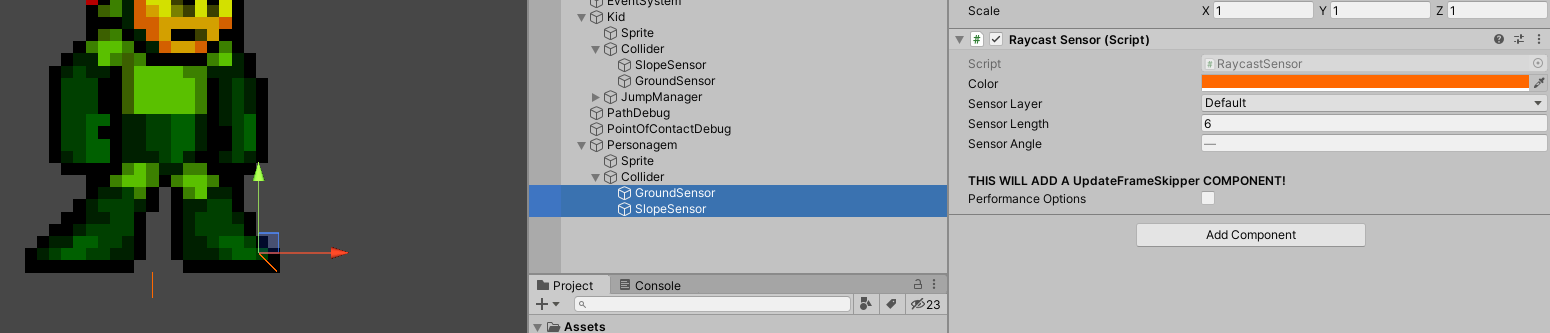 EventSystem
Kid
Sprite
Collider
SlopeSensor
GroundSensor
JumpManager
PathDebug
PointOfContactDebug
Personagem
Sprite
Collider
GroundSensor
SlopeSensor
Project
Console
23
Assets
Scale
X 1 Y 1 Z 1
# Raycast Sensor (Script)
Script # RaycastSensor
Color
Sensor Layer Default
Sensor Length 6
Sensor Angle —
THIS WILL ADD A UpdateFrameSkipper COMPONENT!
Performance Options
Add Component